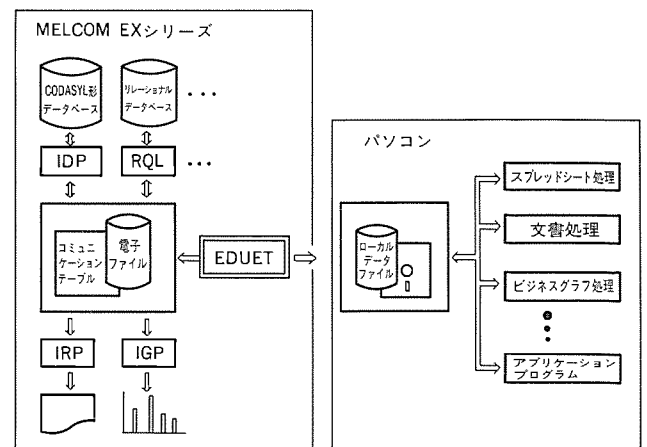 MELCOM EXシリーズ
CODASYL形
データベース
リレーショナル
データベース
IDP
RQL
コミュニ
ケーション
テーブル
電子
ファイル
EDUET
IRP
IGP
パソコン
ローカル
データ
ファイル
スプレッドシート処理
文書処理
ビジネスグラフ処理
アプリケーション
プログラム